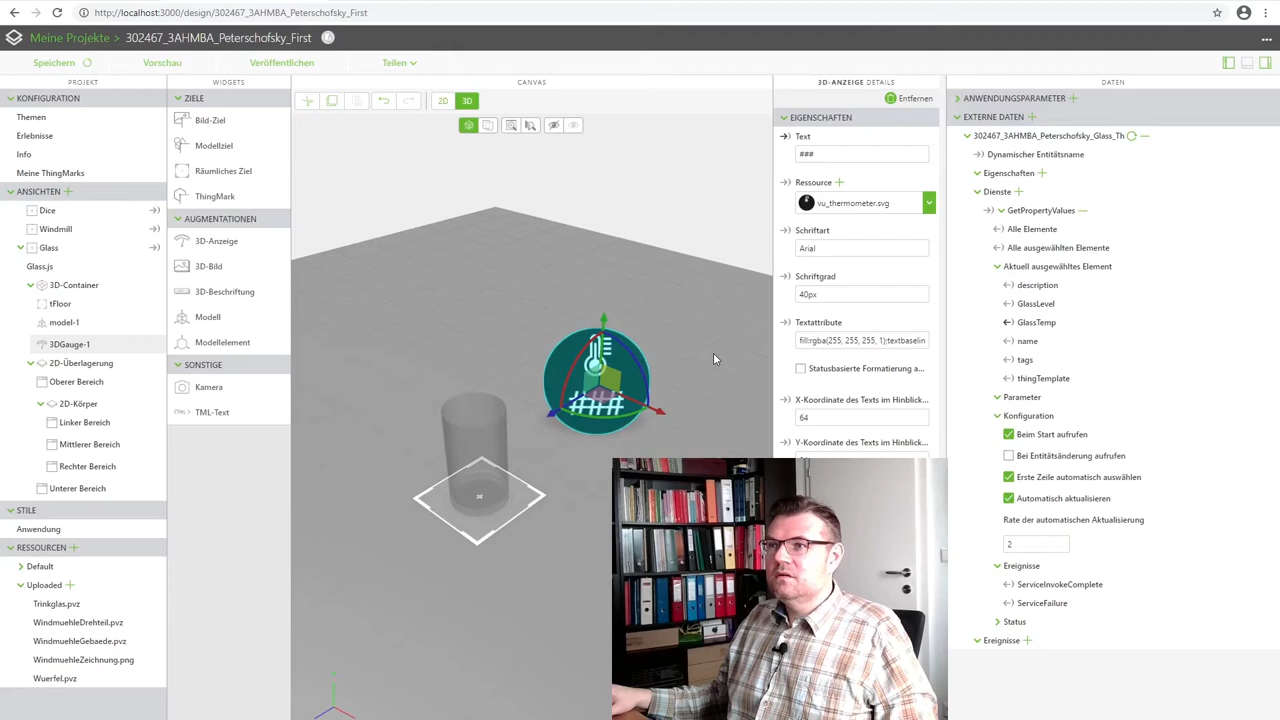 http://localhost:3000/design/302467_3AHMBA_Peterschofsky_First
Meine Projekte > 302467_3AHMBA_Peterschofsky_First
Speichern
Vorschau
Veröffentlichen
Teilen
PROJEKT
WIDGETS
CANVAS
3D-ANZEIGE DETAILS
DATEN
KONFIGURATION
Themen
Erlebnisse
Info
Meine ThingMarks
ANSICHTEN
Dice
Windmill
Glass
Glass.js
3D-Container
tFloor
model-1
3DGauge-1
2D-Überlagerung
Oberer Bereich
2D-Körper
Linker Bereich
Mittlerer Bereich
Rechter Bereich
Unterer Bereich
STILE
Anwendung
RESSOURCEN
Default
Uploaded
Trinkglas.pvz
WindmuehleDrehteil.pvz
WindmuehleGebaede.pvz
WindmuehleZeichnung.png
Wuerfel.pvz
ZIELE
Bild-Ziel
Modellziel
Räumliches Ziel
ThingMark
AUGMENTATIONEN
3D-Anzeige
3D-Bild
3D-Beschriftung
Modell
Modellelement
SONSTIGE
Kamera
TML-Text
2D
3D
Entfernen
EIGENSCHAFTEN
Text
###
Ressource
vu_thermometer.svg
Schriftart
Arial
Schriftgrad
40px
Textattribute
fill:rgba(255, 255, 255, 1);textbaselin
Statusbasierte Formatierung a...
X-Koordinate des Texts im Hinblick...
64
Y-Koordinate des Texts im Hinblick...
ANWENDUNGSPARAMETER
EXTERNE DATEN
302467_3AHMBA_Peterschofsky_Glass_Th
Dynamischer Entitätsname
Eigenschaften
Dienste
GetPropertyValues
Alle Elemente
Alle ausgewählten Elemente
Aktuell ausgewähltes Element
description
GlassLevel
GlassTemp
name
tags
thingTemplate
Parameter
Konfiguration
Beim Start aufrufen
Bei Entitätsänderung aufrufen
Erste Zeile automatisch auswählen
Automatisch aktualisieren
Rate der automatischen Aktualisierung
2
Ereignisse
ServiceInvokeComplete
ServiceFailure
Status
Ereignisse